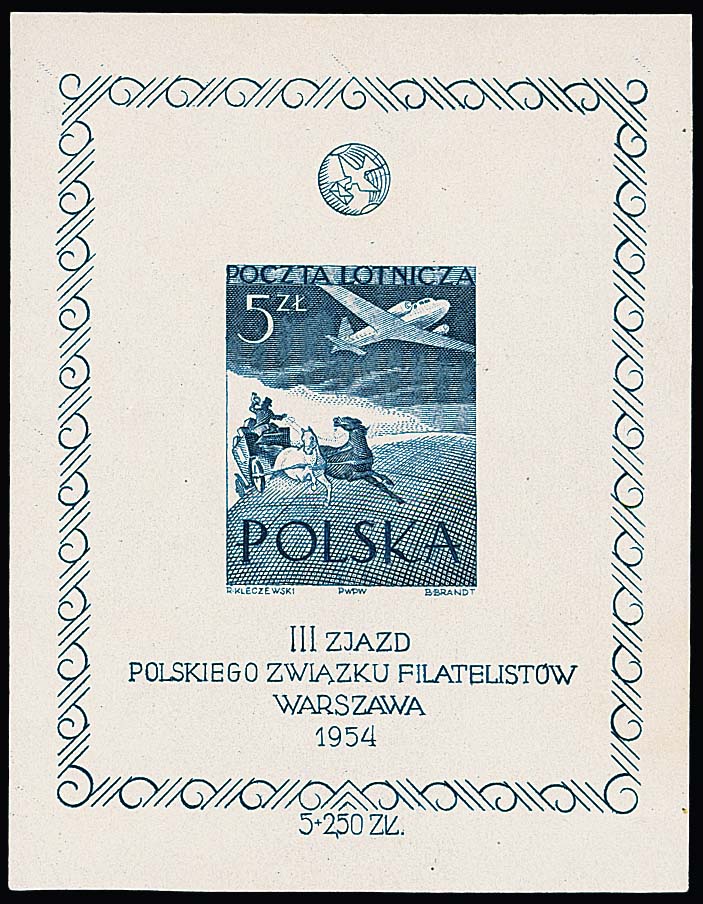 POCZTA LOTNICZA
5 ZŁ
POLSKA
R·KLECZEWSKI PWPW B·BRANDT
III ZJAZD
POLSKIEGO ZWIĄZKU FILATELISTÓW
WARSZAWA
1954
5+2,50 ZŁ.